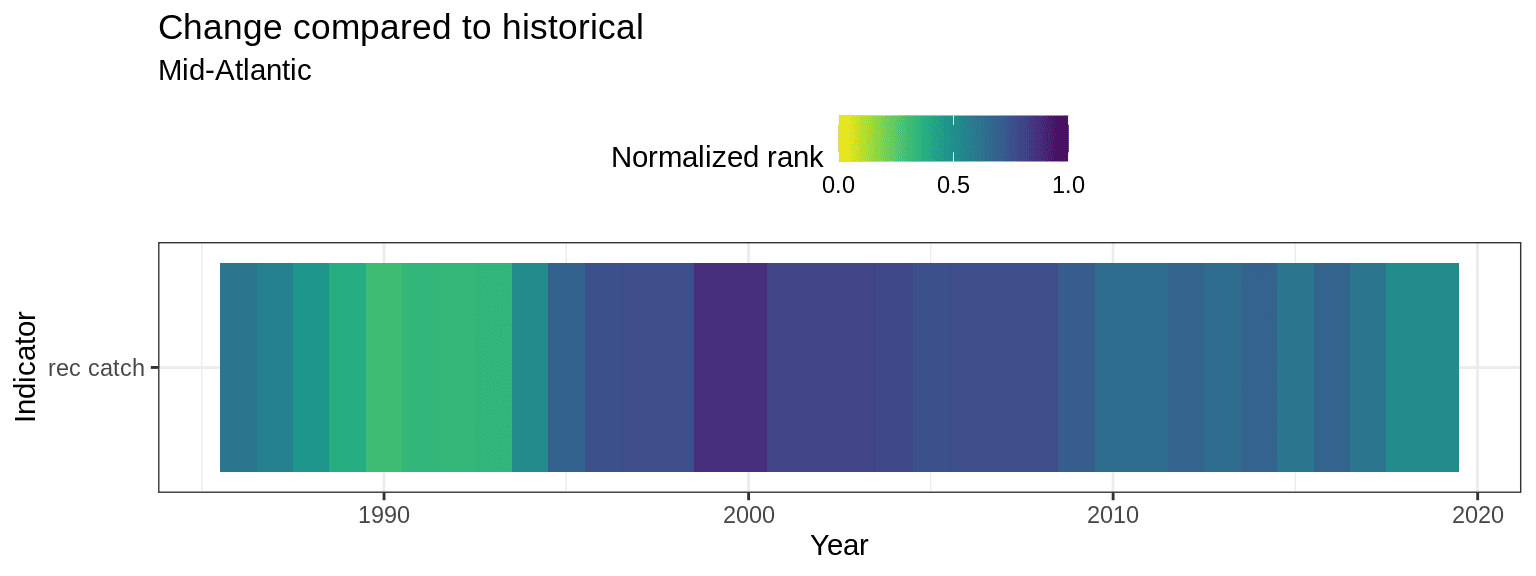 Change compared to historical
Mid-Atlantic
Normalized rank
0.0 0.5 1.0
Indicator
rec catch
1990 2000 2010 2020
Year